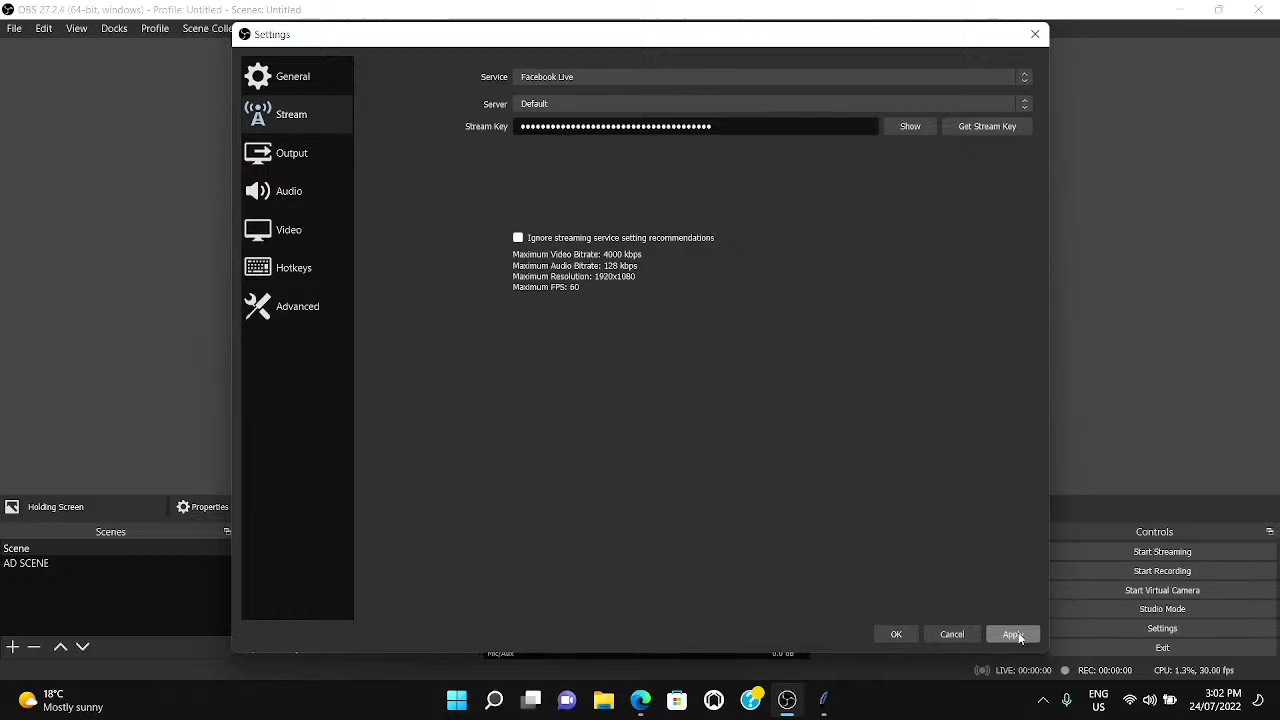 OBS 27.2.4 (64-bit, windows) - Profile: Untitled - Scenes: Untitled
File Edit View Docks Profile Scene Colle
Settings
General
Stream
Output
Audio
Video
Hotkeys
Advanced
Service Facebook Live
Server Default
Stream Key Show Get Stream Key
Ignore streaming service setting recommendations
Maximum Video Bitrate: 4000 kbps
Maximum Audio Bitrate: 128 kbps
Maximum Resolution: 1920x1080
Maximum FPS: 60
OK Cancel Apply
Holding Screen Properties
Scenes
Scene
AD SCENE
Mic/Aux 0.0 dB
Controls
Start Streaming
Start Recording
Start Virtual Camera
Studio Mode
Settings
Exit
LIVE: 00:00:00 REC: 00:00:00 CPU: 1.3%, 30.00 fps
18°C
Mostly sunny
ENG
US
3:02 PM
24/07/2022